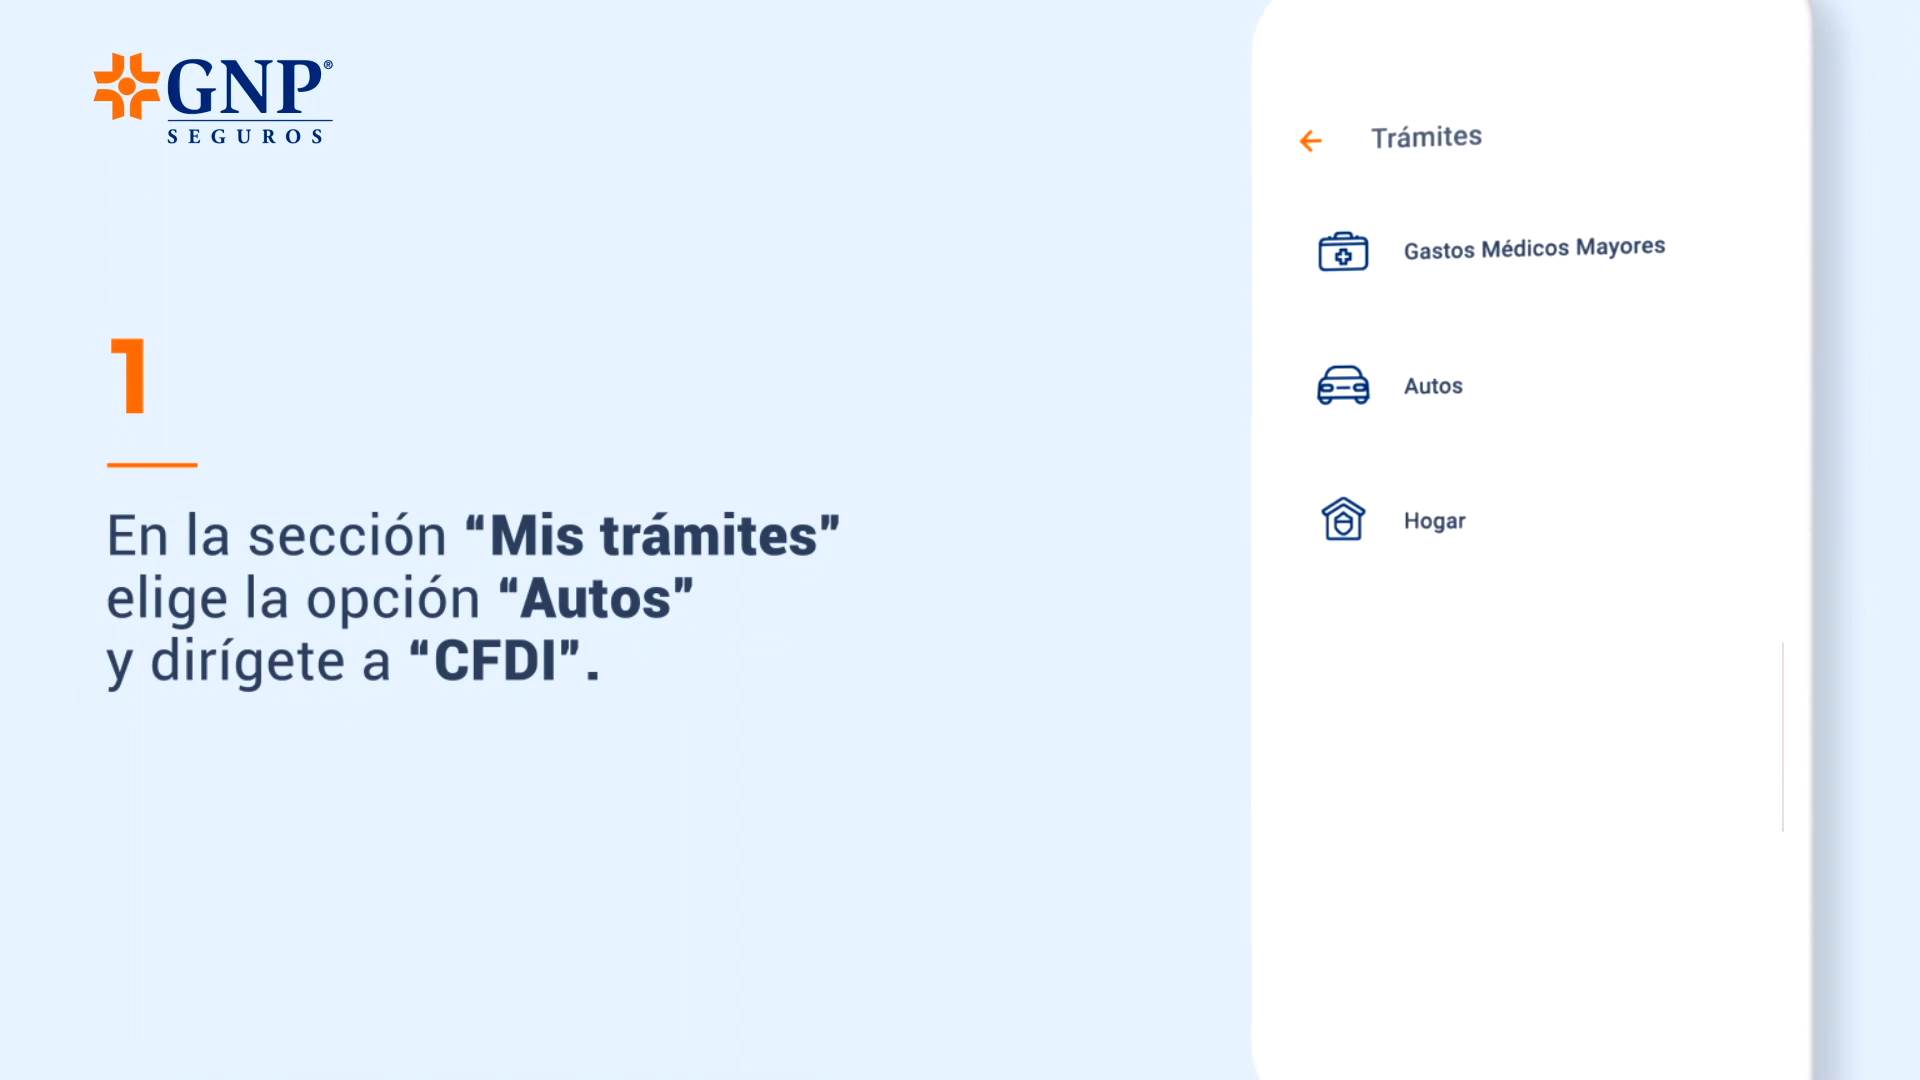 GNP®
SEGUROS
1
En la sección “Mis trámites”
elige la opción “Autos”
y dirígete a “CFDI”.
Trámites
Gastos Médicos Mayores
Autos
Hogar